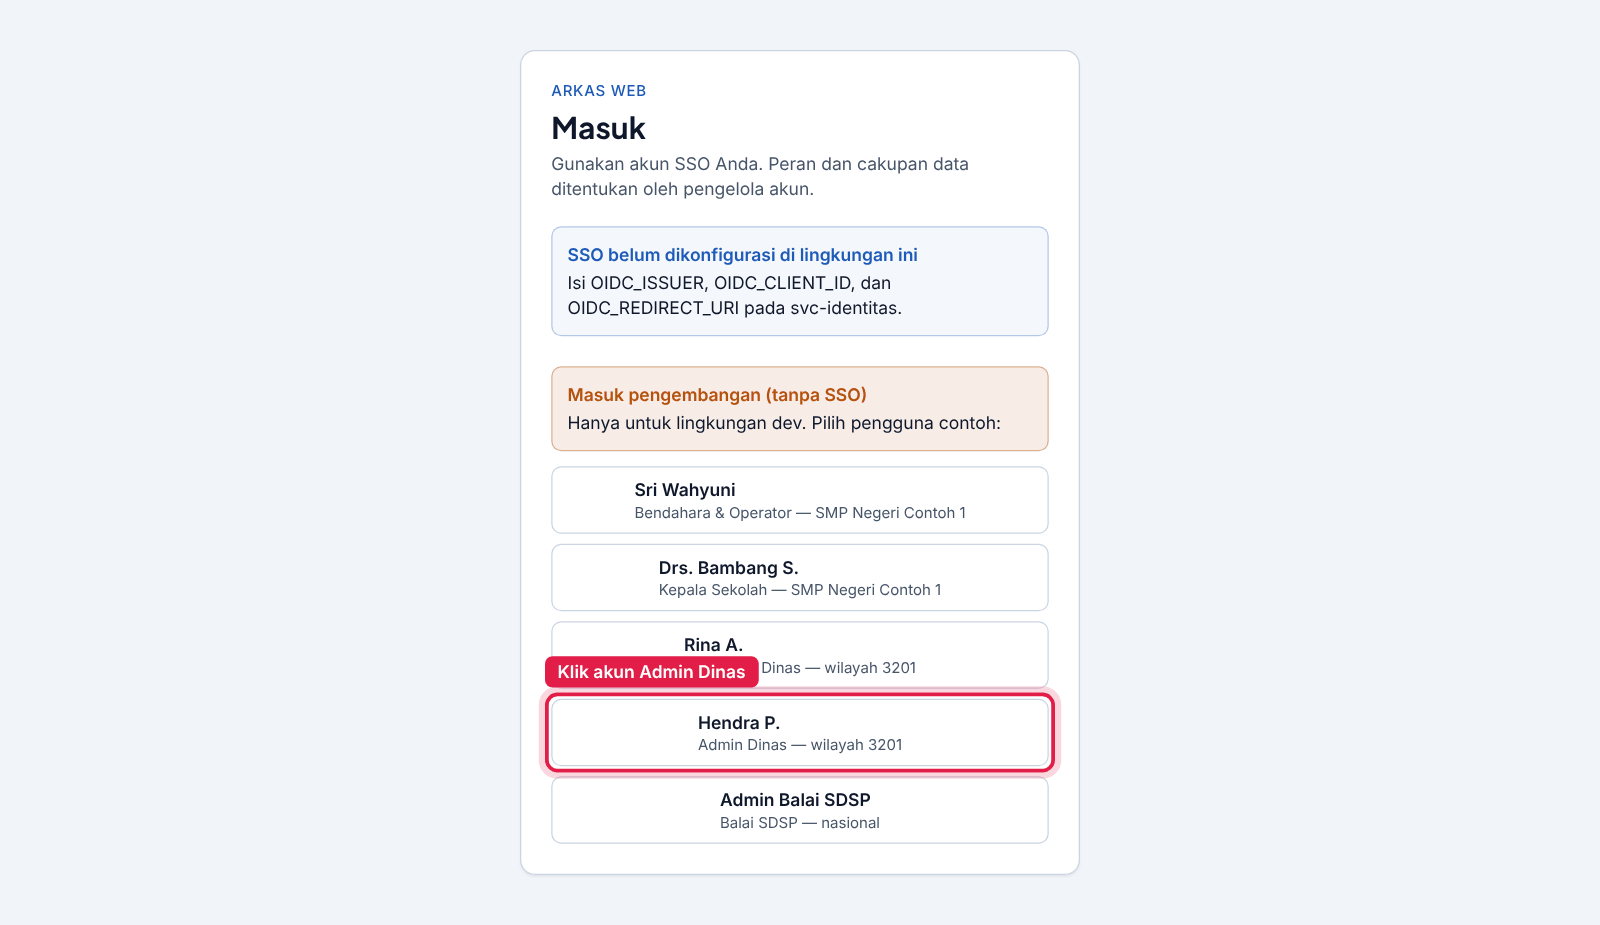 ARKAS WEB
Masuk
Gunakan akun SSO Anda. Peran dan cakupan data
ditentukan oleh pengelola akun.
SSO belum dikonfigurasi di lingkungan ini
Isi OIDC_ISSUER, OIDC_CLIENT_ID, dan
OIDC_REDIRECT_URI pada svc-identitas.
Masuk pengembangan (tanpa SSO)
Hanya untuk lingkungan dev. Pilih pengguna contoh:
Sri Wahyuni
Bendahara & Operator — SMP Negeri Contoh 1
Drs. Bambang S.
Kepala Sekolah — SMP Negeri Contoh 1
Rina A.
Dinas — wilayah 3201
Klik akun Admin Dinas
Hendra P.
Admin Dinas — wilayah 3201
Admin Balai SDSP
Balai SDSP — nasional